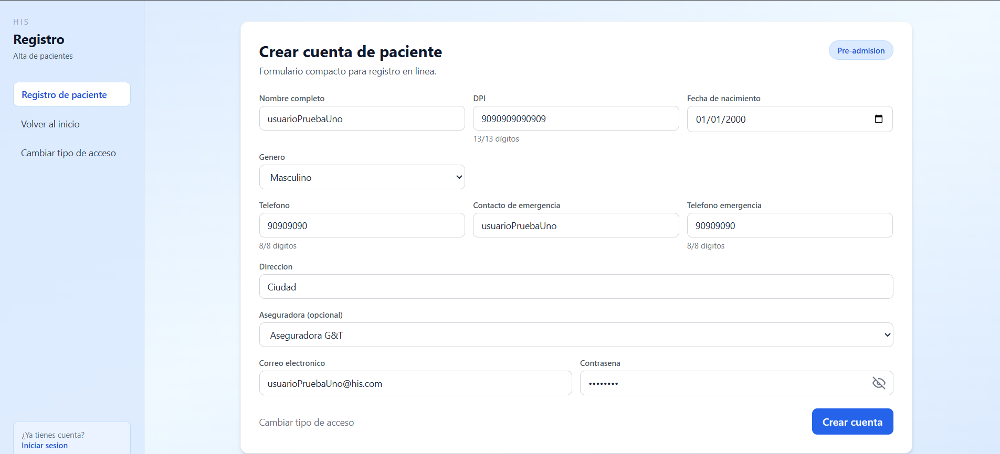 HIS
Registro
Alta de pacientes
Registro de paciente
Volver al inicio
Cambiar tipo de acceso
¿Ya tienes cuenta?
Iniciar sesion
Crear cuenta de paciente
Pre-admision
Formulario compacto para registro en linea.
Nombre completo
DPI
Fecha de nacimiento
usuarioPruebaUno
9090909090909
01/01/2000
13/13 dígitos
Genero
Masculino
Telefono
Contacto de emergencia
Telefono emergencia
90909090
usuarioPruebaUno
90909090
8/8 dígitos
8/8 dígitos
Direccion
Ciudad
Aseguradora (opcional)
Aseguradora G&T
Correo electronico
Contrasena
usuarioPruebaUno@his.com
••••••••
Cambiar tipo de acceso
Crear cuenta